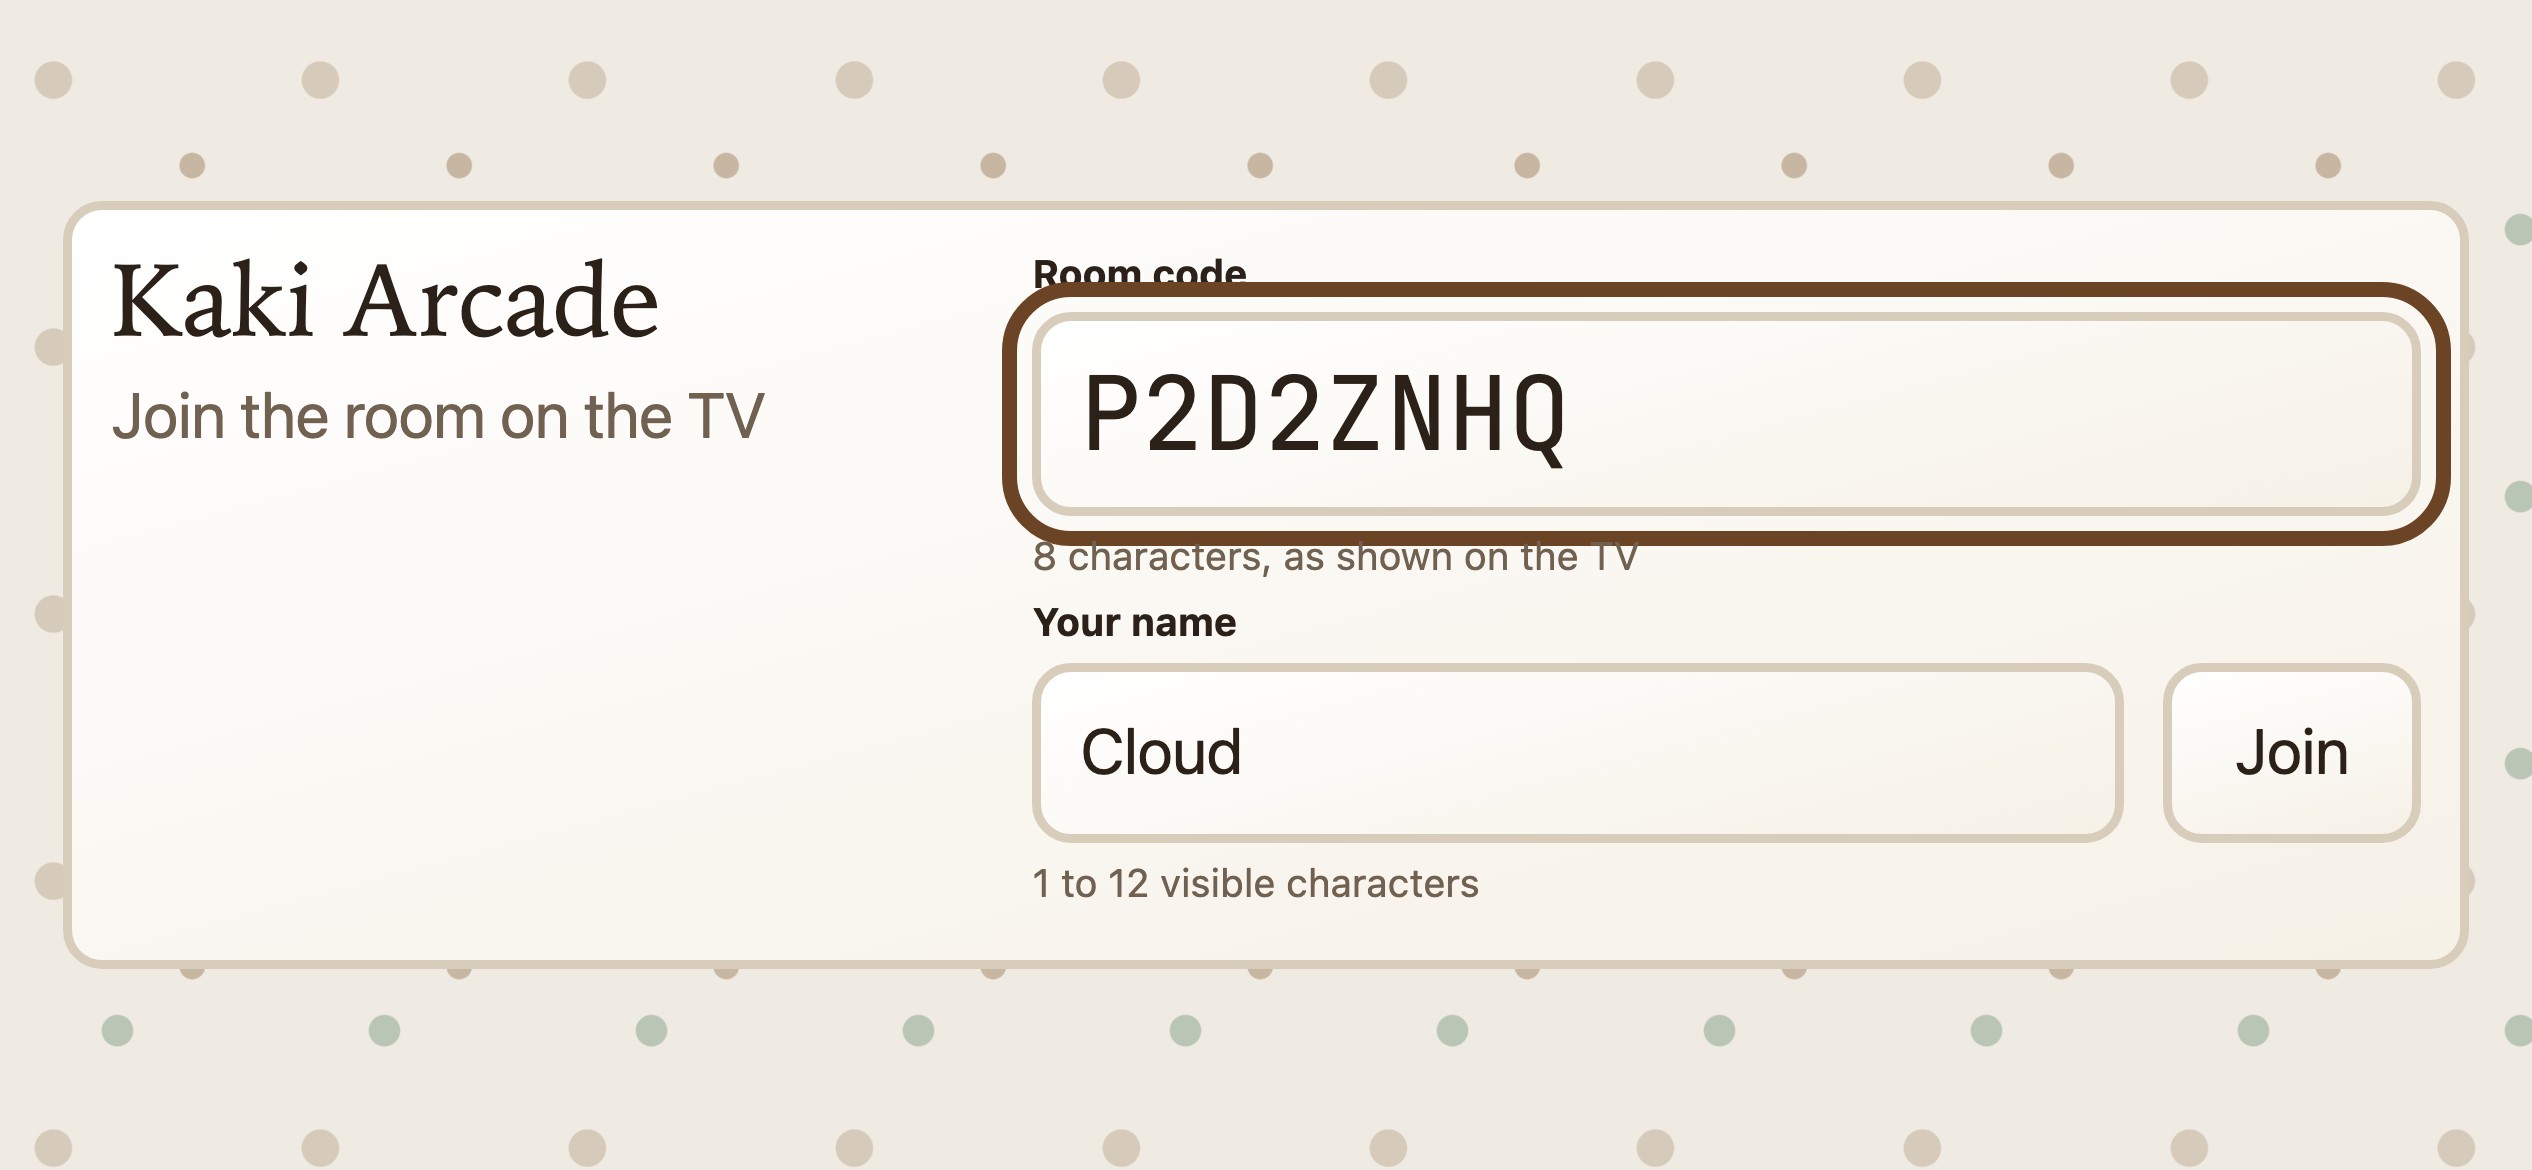 Kaki Arcade
Join the room on the TV
Room code
P2D2ZNHQ
8 characters, as shown on the TV
Your name
Cloud
Join
1 to 12 visible characters